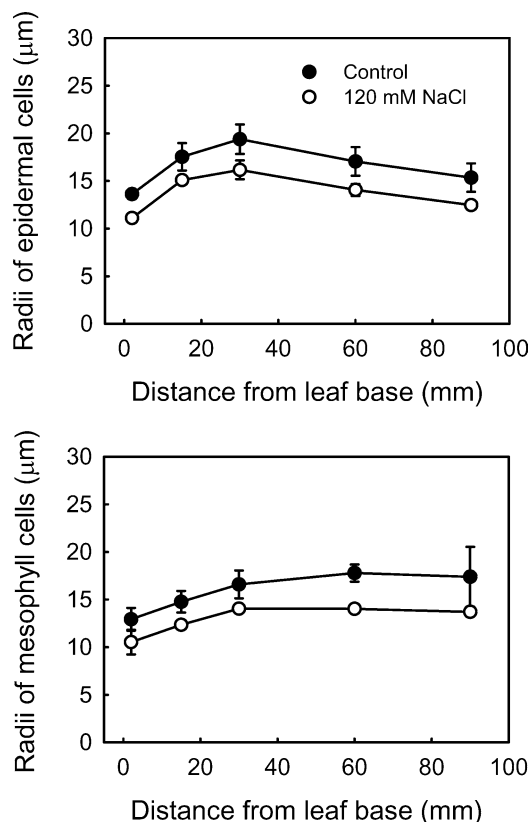 Radii of epidermal cells (μm)
30
25
20
15
10
5
0
Control
120 mM NaCl
0 20 40 60 80 100
Distance from leaf base (mm)
Radii of mesophyll cells (μm)
30
25
20
15
10
5
0
0 20 40 60 80 100
Distance from leaf base (mm)